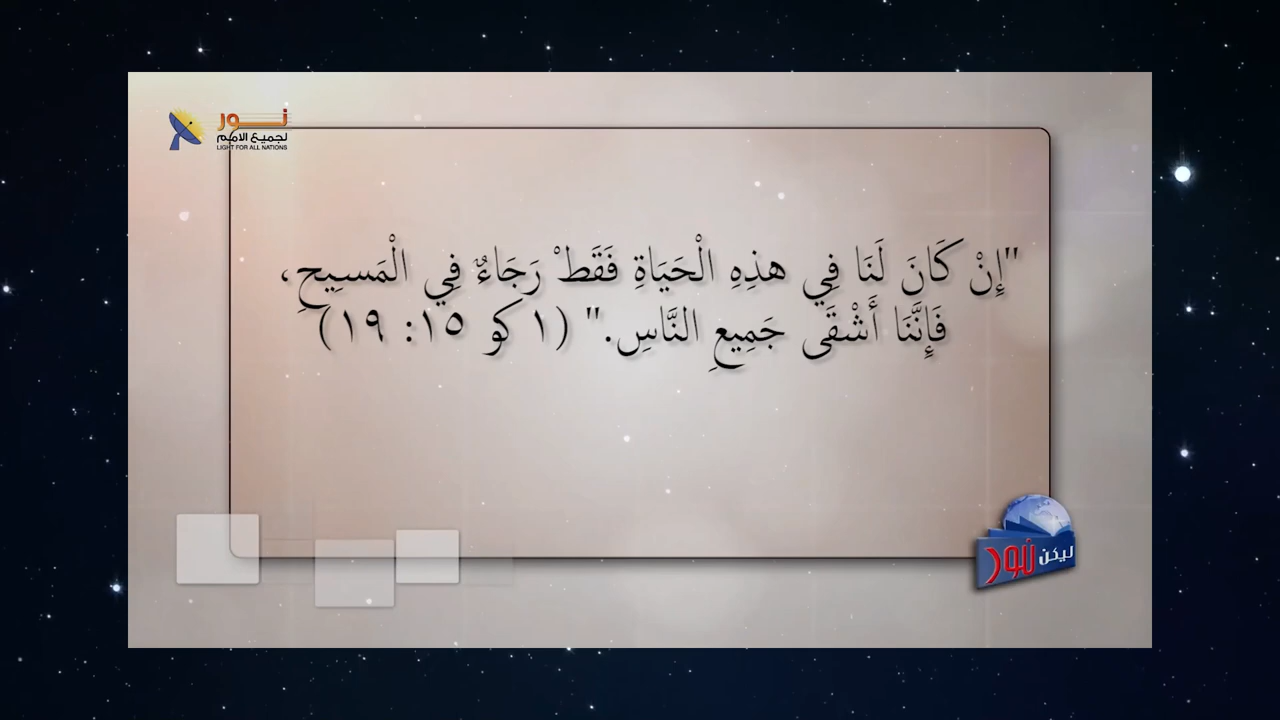 نور
لجميع الامم
LIGHT FOR ALL NATIONS
"إِنْ كَانَ لَنَا فِي هذِهِ الْحَيَاةِ فَقَطْ رَجَاءٌ فِي الْمَسِيحِ،
فَإِنَّنَا أَشْقَى جَمِيعِ النَّاسِ." (١ كو ١٥: ١٩)
ليكن نور